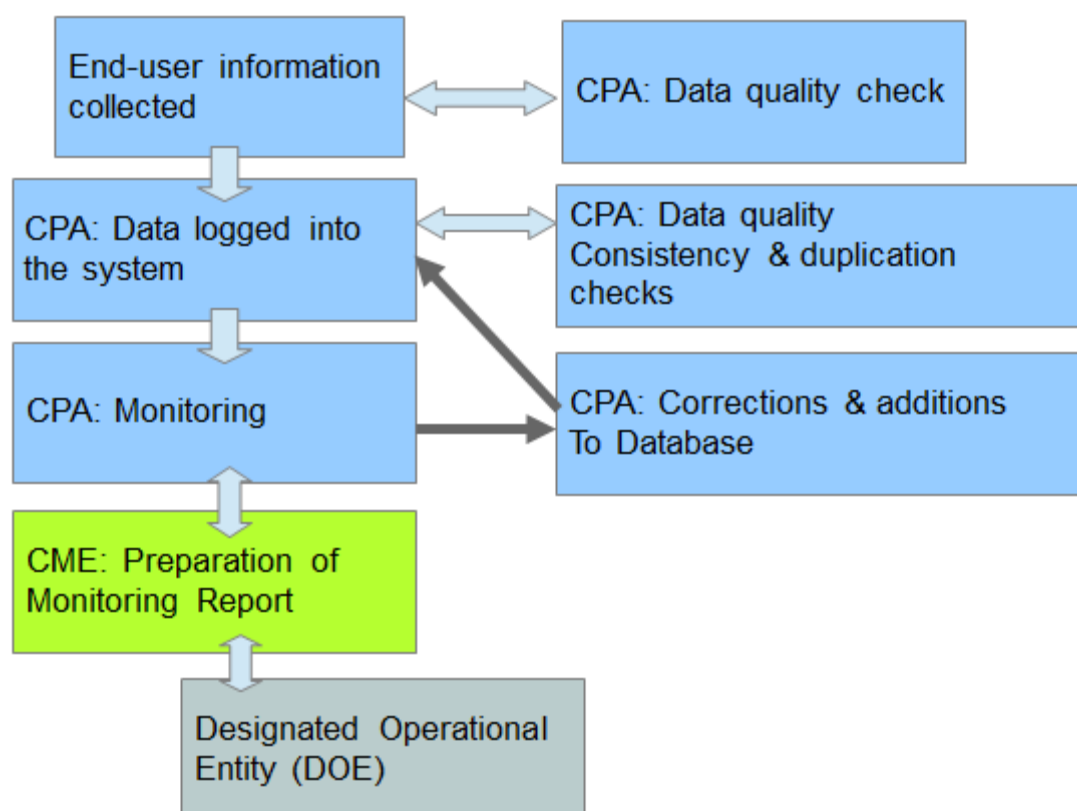 End-user information
collected
CPA: Data quality check
CPA: Data logged into
the system
CPA: Data quality
Consistency & duplication
checks
CPA: Monitoring
CPA: Corrections & additions
To Database
CME: Preparation of
Monitoring Report
Designated Operational
Entity (DOE)